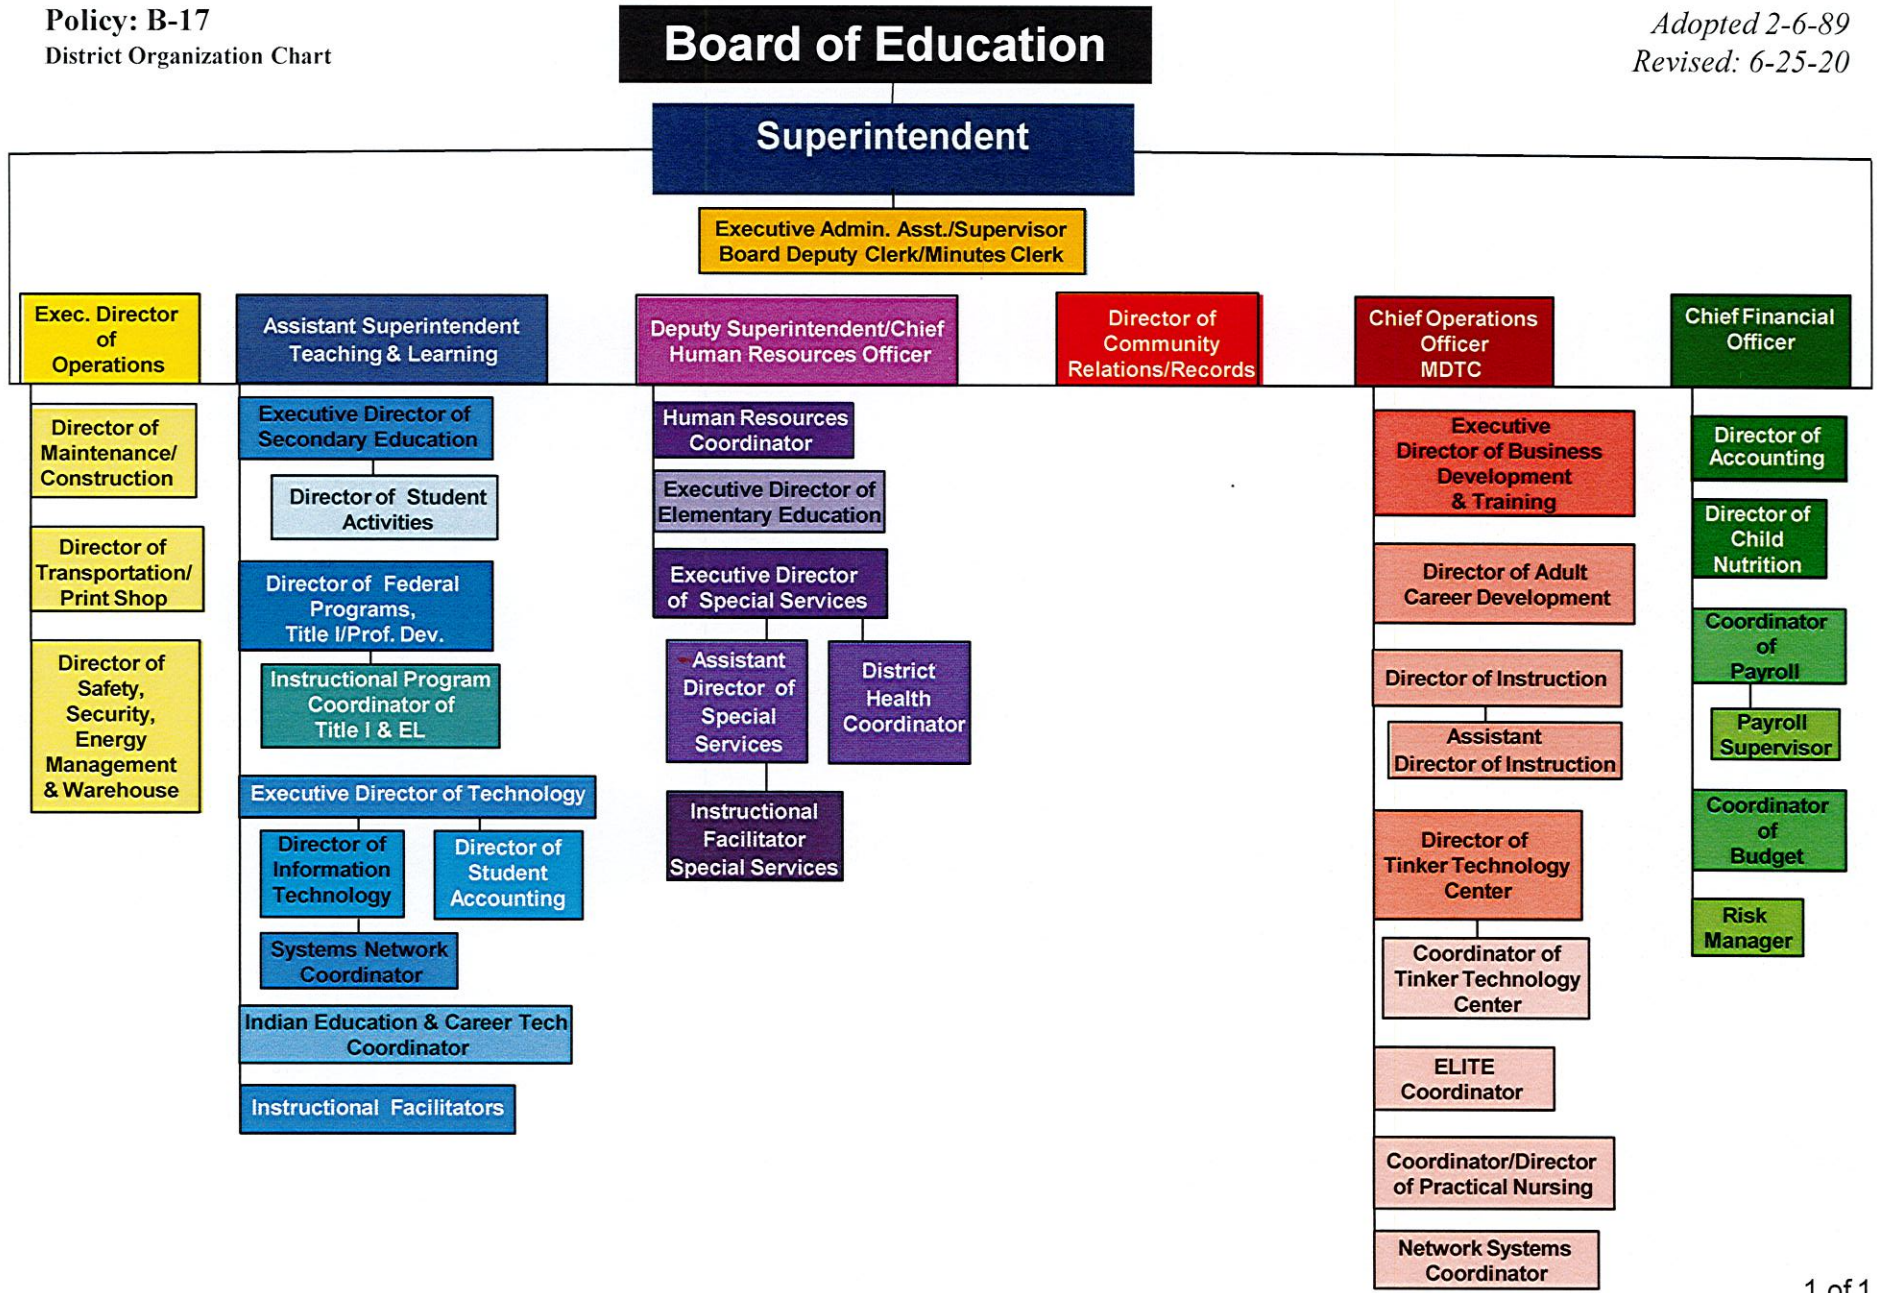 Policy: B-17
District Organization Chart
Board of Education
Adopted 2-6-89
Revised: 6-25-20
Superintendent
Executive Admin. Asst./Supervisor
Board Deputy Clerk/Minutes Clerk
Exec. Director
of
Operations
Director of
Maintenance/
Construction
Director of
Transportation/
Print Shop
Director of
Safety,
Security,
Energy
Management
& Warehouse
Assistant Superintendent
Teaching & Learning
Executive Director of
Secondary Education
Director of Student
Activities
Director of Federal
Programs,
Title I/Prof. Dev.
Instructional Program
Coordinator of
Title I & EL
Executive Director of Technology
Director of
Information
Technology
Director of
Student
Accounting
Systems Network
Coordinator
Indian Education & Career Tech
Coordinator
Instructional Facilitators
Deputy Superintendent/Chief
Human Resources Officer
Human Resources
Coordinator
Executive Director of
Elementary Education
Executive Director
of Special Services
Assistant
Director of
Special
Services
District
Health
Coordinator
Instructional
Facilitator
Special Services
Director of
Community
Relations/Records
Chief Operations
Officer
MDTC
Executive
Director of Business
Development
& Training
Director of Adult
Career Development
Director of Instruction
Assistant
Director of Instruction
Director of
Tinker Technology
Center
Coordinator of
Tinker Technology
Center
ELITE
Coordinator
Coordinator/Director
of Practical Nursing
Network Systems
Coordinator
Chief Financial
Officer
Director of
Accounting
Director of
Child
Nutrition
Coordinator
of
Payroll
Payroll
Supervisor
Coordinator
of
Budget
Risk
Manager
1 of 1